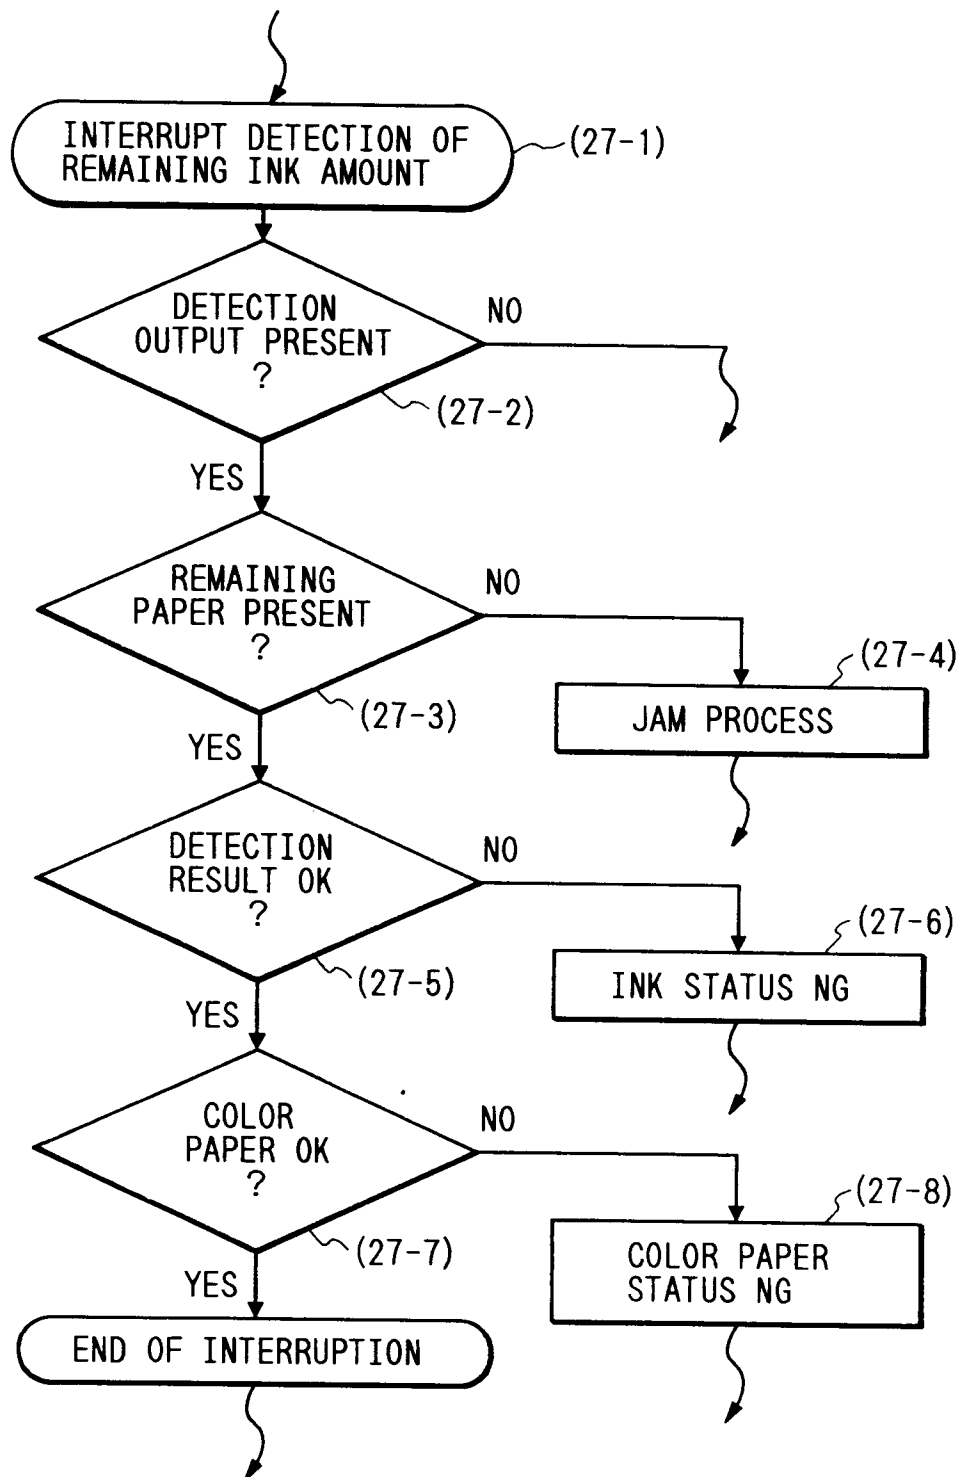 INTERRUPT DETECTION OF
REMAINING INK AMOUNT
(27-1)
DETECTION
OUTPUT PRESENT
?
NO
(27-2)
YES
REMAINING
PAPER PRESENT
?
NO
(27-3)
(27-4)
JAM PROCESS
YES
DETECTION
RESULT OK
?
NO
(27-5)
(27-6)
INK STATUS NG
YES
COLOR
PAPER OK
?
NO
(27-7)
(27-8)
COLOR PAPER
STATUS NG
YES
END OF INTERRUPTION